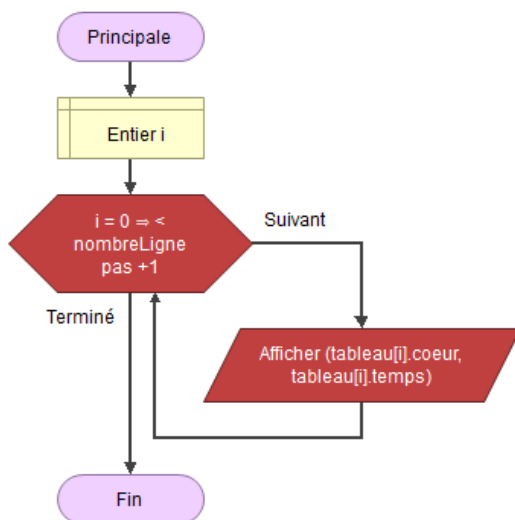 Principale
Entier i
i = 0 ⇒ <
nombreLigne
pas +1
Suivant
Terminé
Afficher (tableau[i].coeur,
tableau[i].temps)
Fin